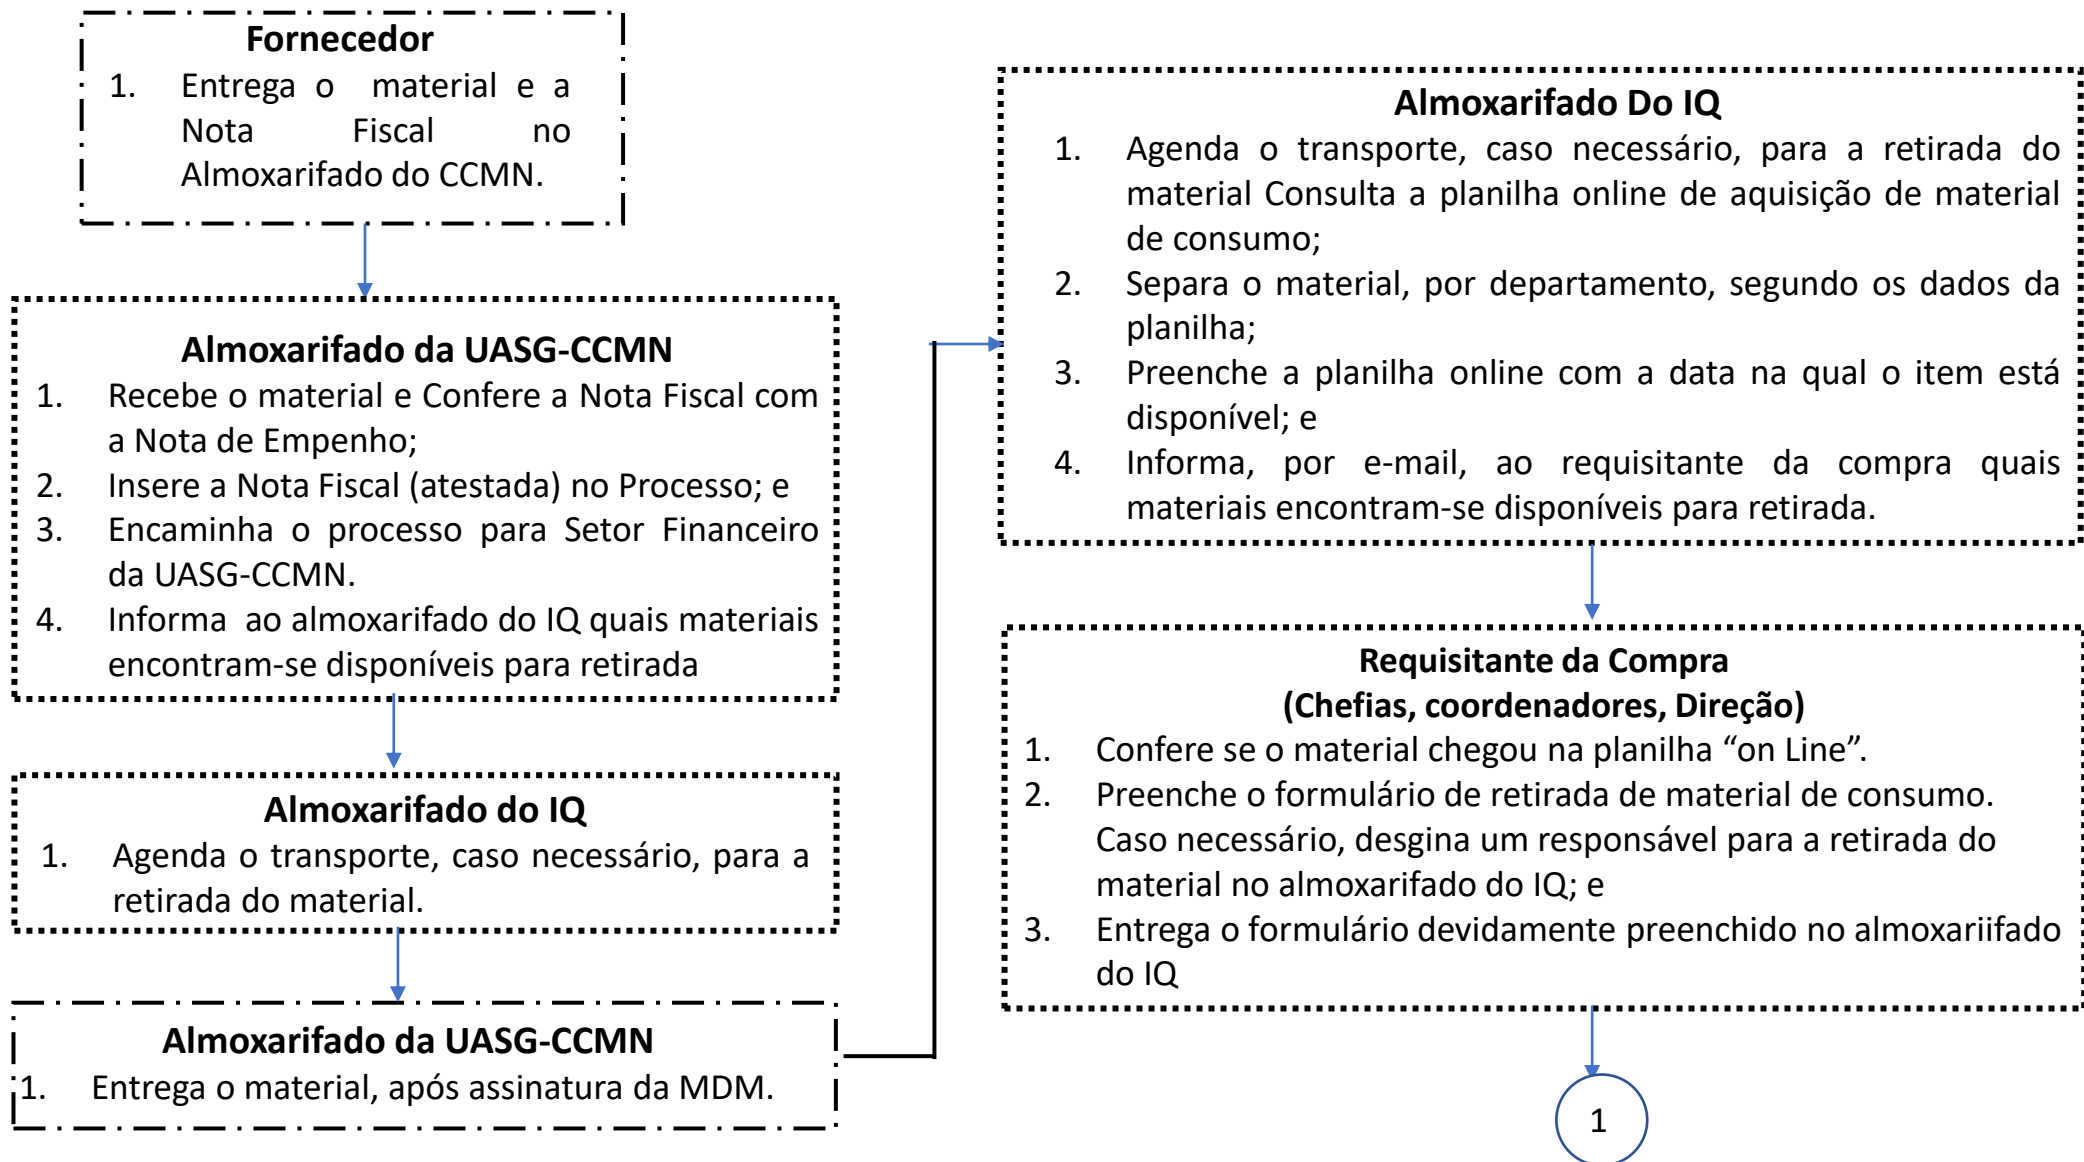 Fornecedor
1. Entrega o material e a
Nota Fiscal no
Almoxarifado do CCMN.
Almoxarifado da UASG-CCMN
1. Recebe o material e Confere a Nota Fiscal com
a Nota de Empenho;
2. Insere a Nota Fiscal (atestada) no Processo; e
3. Encaminha o processo para Setor Financeiro
da UASG-CCMN.
4. Informa ao almoxarifado do IQ quais materiais
encontram-se disponíveis para retirada
Almoxarifado do IQ
1. Agenda o transporte, caso necessário, para a
retirada do material.
Almoxarifado da UASG-CCMN
1. Entrega o material, após assinatura da MDM.
Almoxarifado Do IQ
1. Agenda o transporte, caso necessário, para a retirada do
material Consulta a planilha online de aquisição de material
de consumo;
2. Separa o material, por departamento, segundo os dados da
planilha;
3. Preenche a planilha online com a data na qual o item está
disponível; e
4. Informa, por e-mail, ao requisitante da compra quais
materiais encontram-se disponíveis para retirada.
Requisitante da Compra
(Chefias, coordenadores, Direção)
1. Confere se o material chegou na planilha “on Line”.
2. Preenche o formulário de retirada de material de consumo.
Caso necessário, desgina um responsável para a retirada do
material no almoxarifado do IQ; e
3. Entrega o formulário devidamente preenchido no almoxariifado
do IQ
1